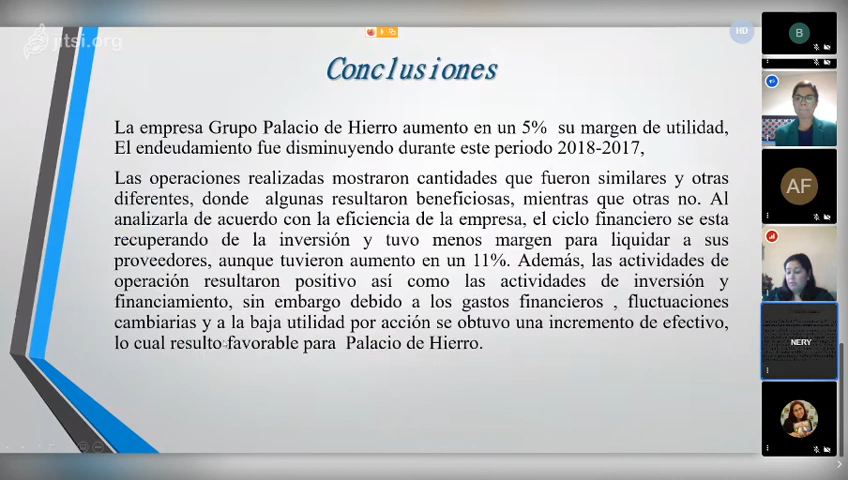 jitsi.org
HD
Conclusiones
La empresa Grupo Palacio de Hierro aumento en un 5% su margen de utilidad,
El endeudamiento fue disminuyendo durante este periodo 2018-2017,
Las operaciones realizadas mostraron cantidades que fueron similares y otras
diferentes, donde algunas resultaron beneficiosas, mientras que otras no. Al
analizarla de acuerdo con la eficiencia de la empresa, el ciclo financiero se esta
recuperando de la inversión y tuvo menos margen para liquidar a sus
proveedores, aunque tuvieron aumento en un 11%. Además, las actividades de
operación resultaron positivo así como las actividades de inversión y
financiamiento, sin embargo debido a los gastos financieros , fluctuaciones
cambiarias y a la baja utilidad por acción se obtuvo una incremento de efectivo,
lo cual resulto favorable para Palacio de Hierro.
B
AF
NERY